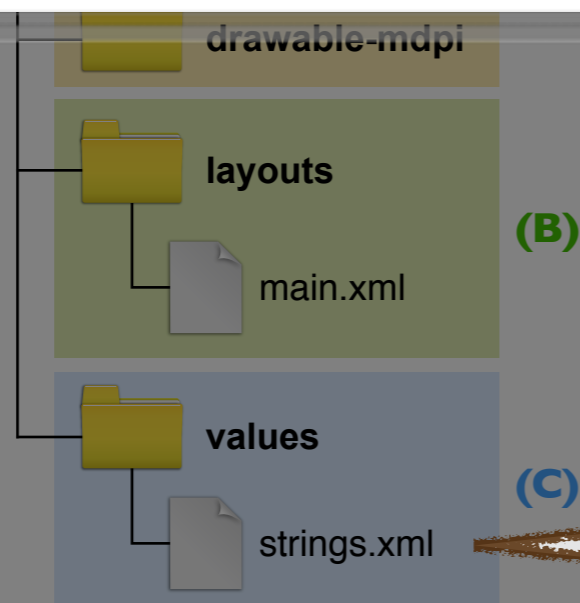 drawable-mdpi
layouts
(B)
main.xml
values
(C)
strings.xml